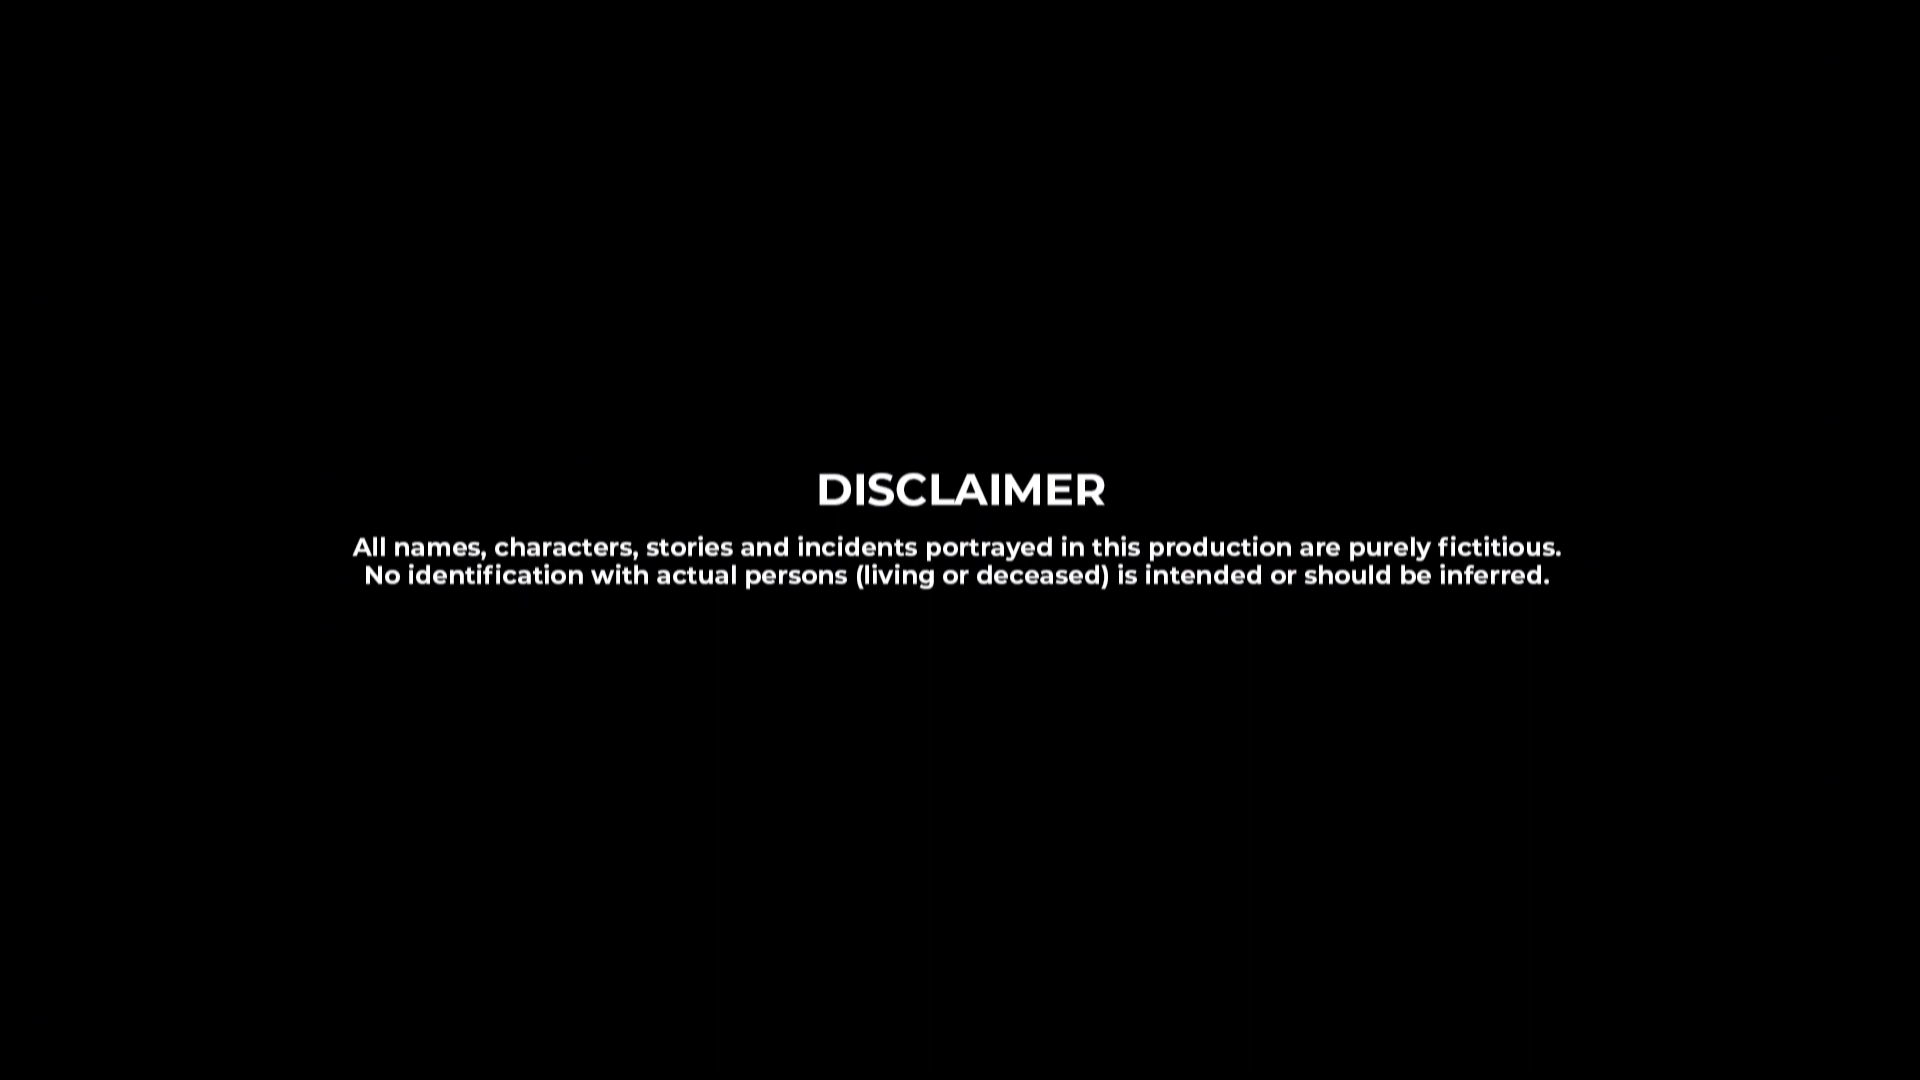 DISCLAIMER
All names, characters, stories and incidents portrayed in this production are purely fictitious.
No identification with actual persons (living or deceased) is intended or should be inferred.